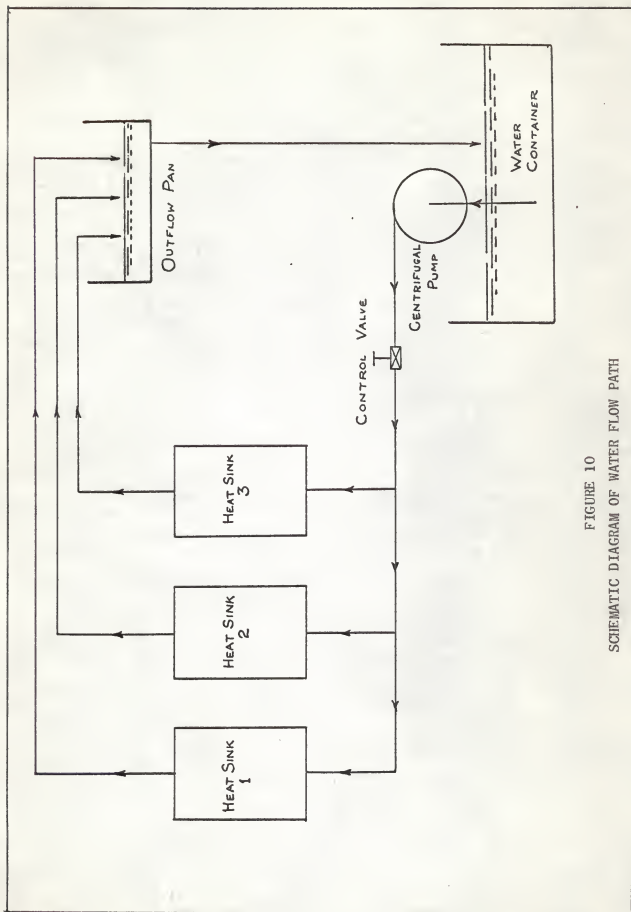 HEAT SINK
1
HEAT SINK
2
HEAT SINK
3
OUTFLOW PAN
CONTROL VALVE
CENTRIFUGAL
PUMP
WATER
CONTAINER
FIGURE 10
SCHEMATIC DIAGRAM OF WATER FLOW PATH